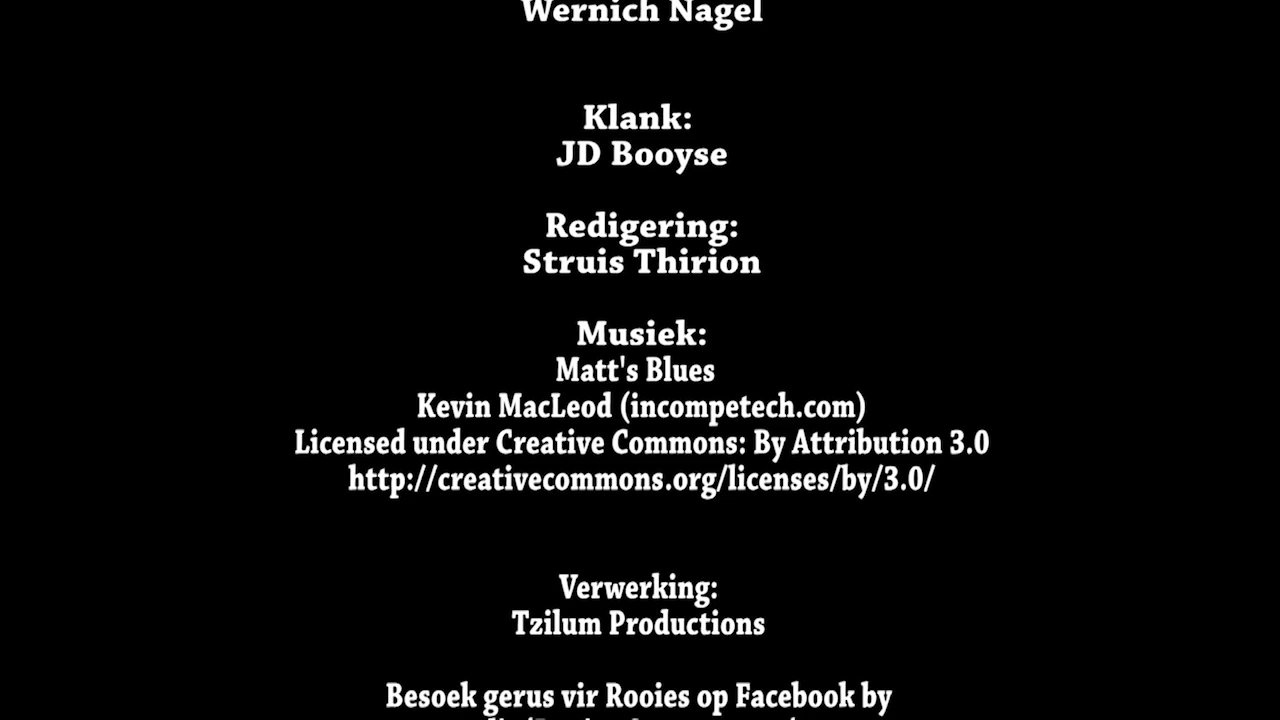 Wernich Nagel
Klank:
JD Booyse
Redigering:
Struis Thirion
Musiek:
Matt's Blues
Kevin MacLeod (incompetech.com)
Licensed under Creative Commons: By Attribution 3.0
http://creativecommons.org/licenses/by/3.0/
Verwerking:
Tzilum Productions
Besoek gerus vir Rooies op Facebook by